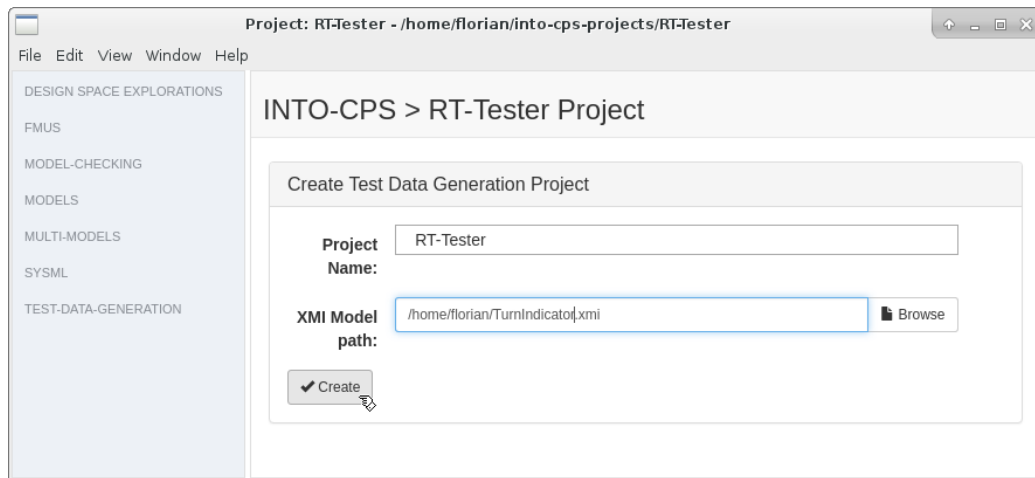 Project: RT-Tester - /home/florian/into-cps-projects/RT-Tester
File Edit View Window Help
DESIGN SPACE EXPLORATIONS
FMUS
MODEL-CHECKING
MODELS
MULTI-MODELS
SYSML
TEST-DATA-GENERATION
INTO-CPS > RT-Tester Project
Create Test Data Generation Project
Project
Name:
RT-Tester
XMI Model
path:
/home/florian/TurnIndicator.xmi
Browse
Create